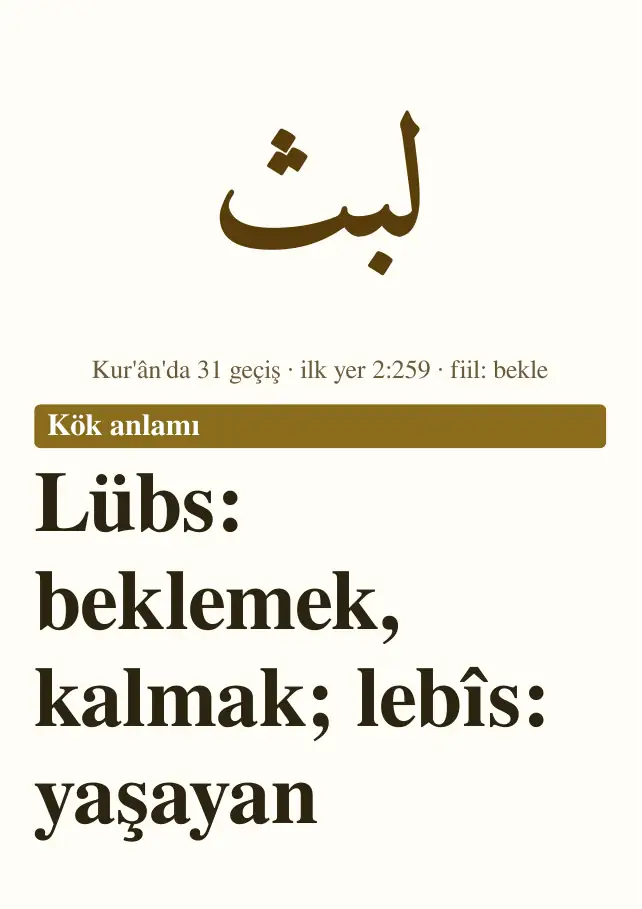 لبث
Kur'ân'da 31 geçiş · ilk yer 2:259 · fiil: bekle
Kök anlamı
Lübs:
beklemek,
kalmak; lebîs:
yaşayan